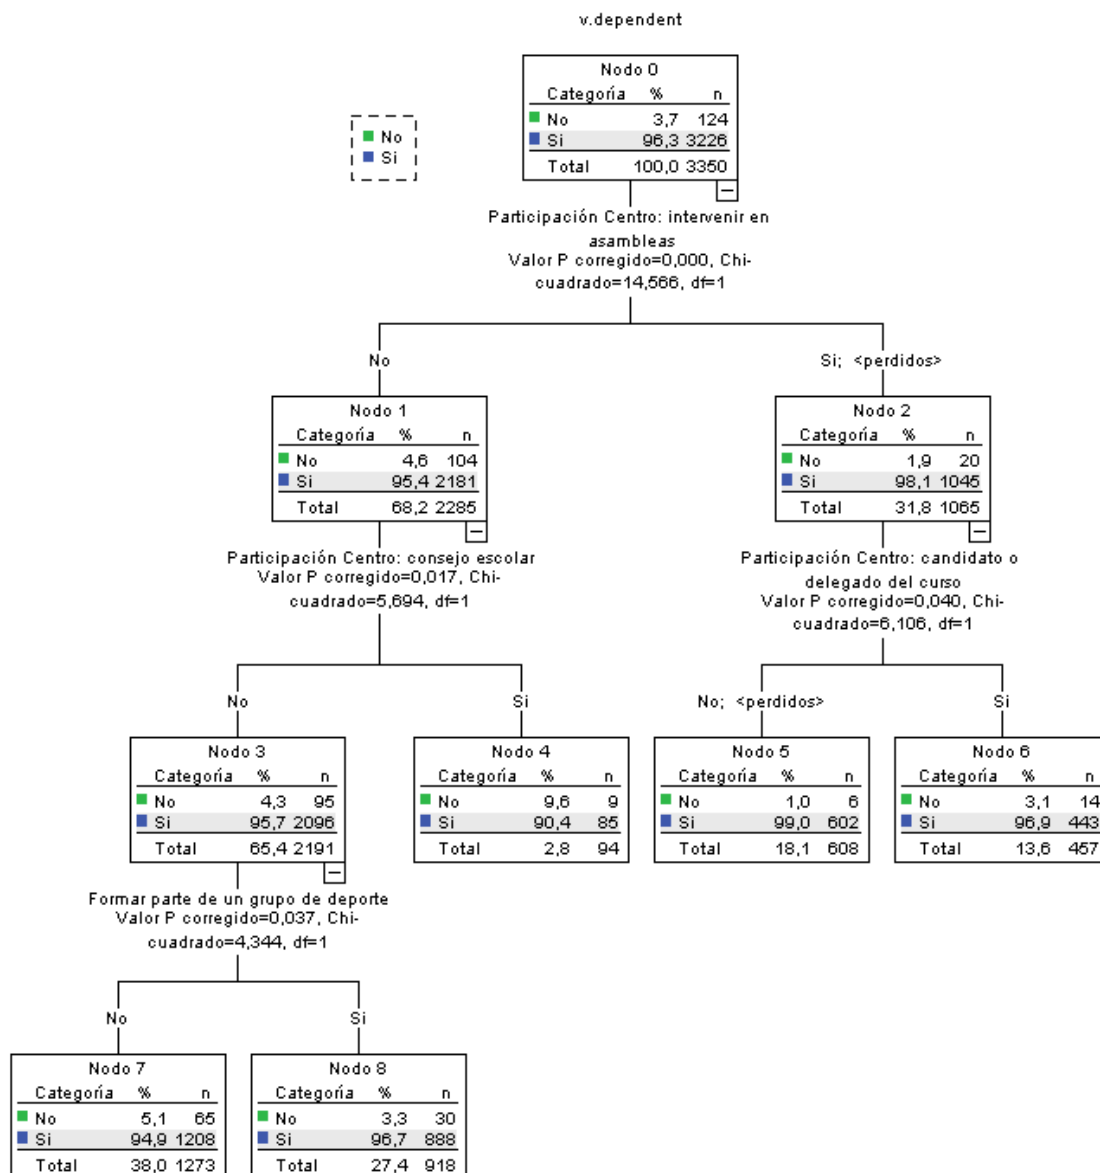 v.dependent
Nodo 0
Categoría % n
No 3,7 124
Si 96,3 3226
Total 100,0 3350
No
Si
Participación Centro: intervenir en
asambleas
Valor P corregido=0,000, Chi-
cuadrado=14,566, df=1
No
Si; <perdidos>
Nodo 1
Categoría % n
No 4,6 104
Si 95,4 2181
Total 68,2 2285
Nodo 2
Categoría % n
No 1,9 20
Si 98,1 1045
Total 31,8 1065
Participación Centro: consejo escolar
Valor P corregido=0,017, Chi-
cuadrado=5,694, df=1
Participación Centro: candidato o
delegado del curso
Valor P corregido=0,040, Chi-
cuadrado=6,106, df=1
No
Si
No; <perdidos>
Si
Nodo 3
Categoría % n
No 4,3 95
Si 95,7 2096
Total 65,4 2191
Nodo 4
Categoría % n
No 9,6 9
Si 90,4 85
Total 2,8 94
Nodo 5
Categoría % n
No 1,0 6
Si 99,0 602
Total 18,1 608
Nodo 6
Categoría % n
No 3,1 14
Si 96,9 443
Total 13,6 457
Formar parte de un grupo de deporte
Valor P corregido=0,037, Chi-
cuadrado=4,344, df=1
No
Si
Nodo 7
Categoría % n
No 5,1 65
Si 94,9 1208
Total 38,0 1273
Nodo 8
Categoría % n
No 3,3 30
Si 96,7 888
Total 27,4 918